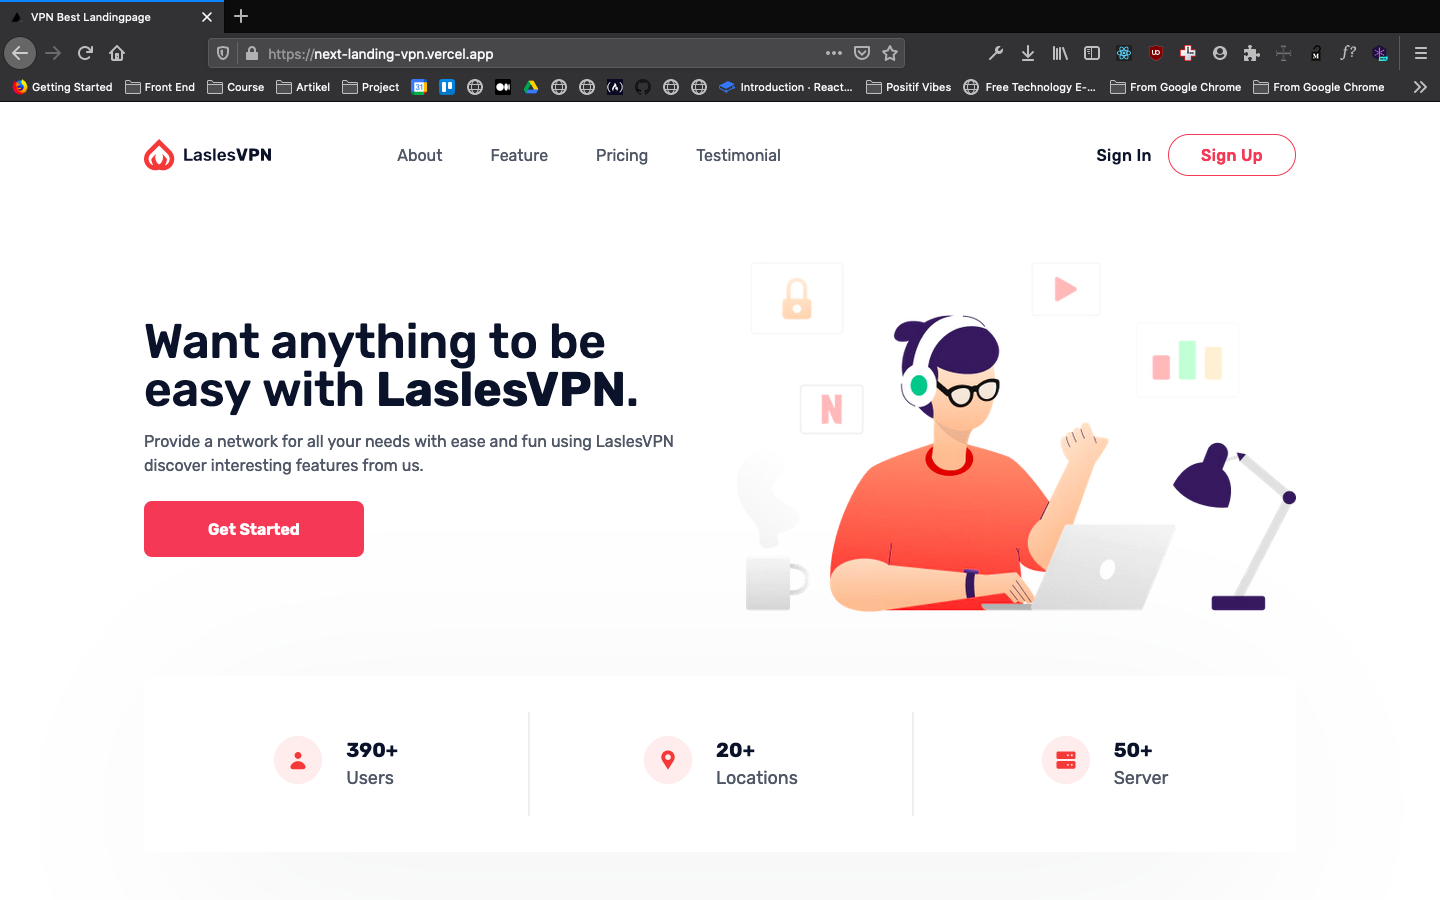 VPN Best Landingpage
https://next-landing-vpn.vercel.app
Getting Started
Front End
Course
Artikel
Project
31
Introduction · React...
Positif Vibes
Free Technology E-...
From Google Chrome
From Google Chrome
LaslesVPN
About
Feature
Pricing
Testimonial
Sign In
Sign Up
Want anything to be
easy with LaslesVPN.
Provide a network for all your needs with ease and fun using LaslesVPN
discover interesting features from us.
Get Started
N
390+
Users
20+
Locations
50+
Server